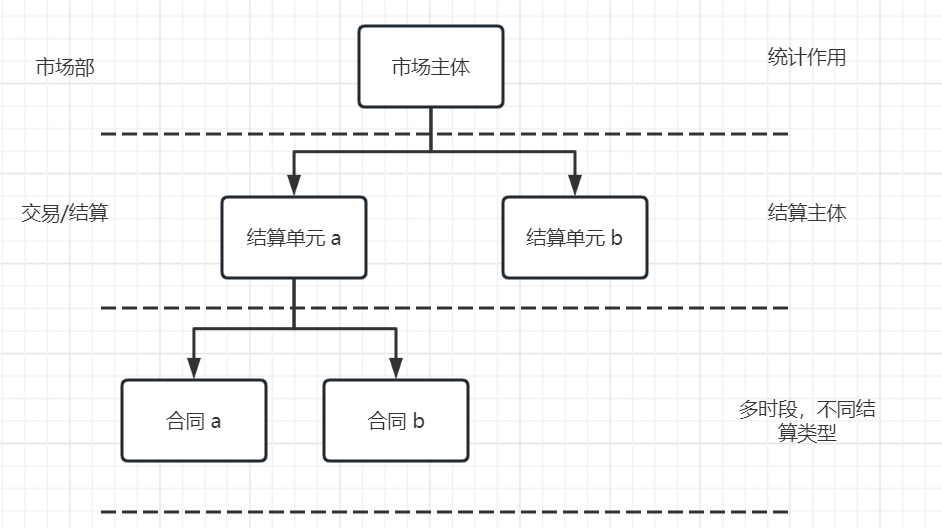 市场部
市场主体
统计作用
交易/结算
结算单元 a
结算单元 b
结算主体
合同 a
合同 b
多时段，不同结
算类型